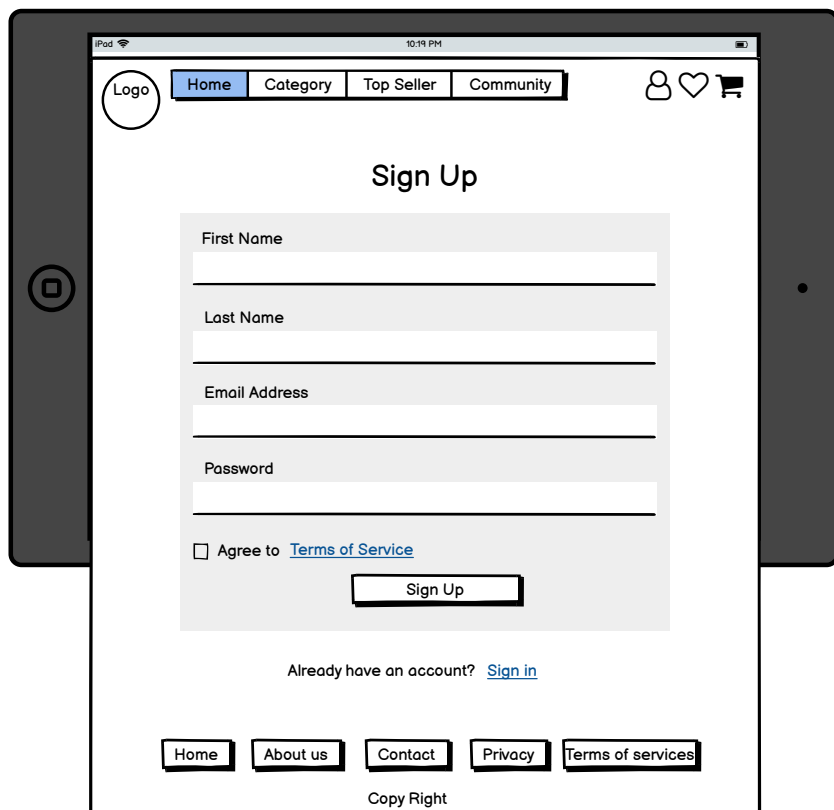 iPad 10:19 PM
Logo Home Category Top Seller Community
Sign Up
First Name
Last Name
Email Address
Password
Agree to Terms of Service
Sign Up
Already have an account? Sign in
Home About us Contact Privacy Terms of services
Copy Right